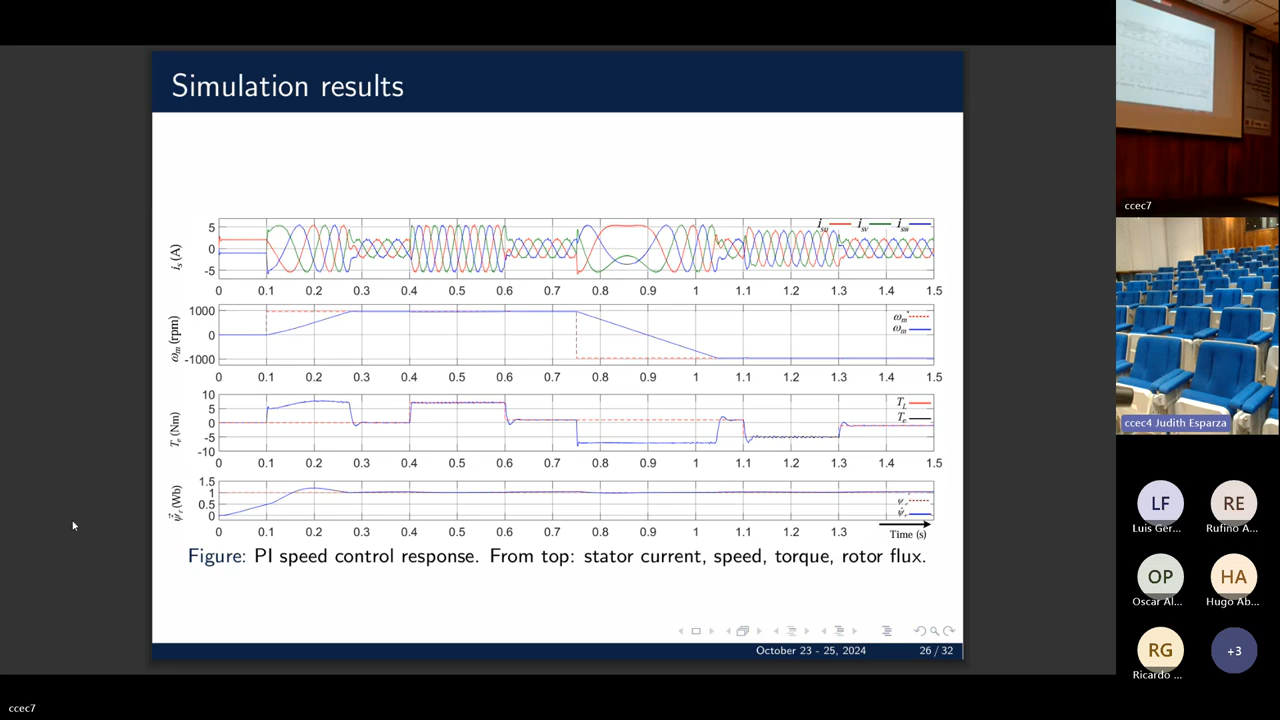 Simulation results
i_su i_sv i_sw
i_s (A)
5
0
-5
0 0.1 0.2 0.3 0.4 0.5 0.6 0.7 0.8 0.9 1 1.1 1.2 1.3 1.4 1.5
ω_m (rpm)
1000
0
-1000
ω_m*
ω_m
0 0.1 0.2 0.3 0.4 0.5 0.6 0.7 0.8 0.9 1 1.1 1.2 1.3 1.4 1.5
T_e (Nm)
10
5
0
-5
-10
T_L
T_e
0 0.1 0.2 0.3 0.4 0.5 0.6 0.7 0.8 0.9 1 1.1 1.2 1.3 1.4 1.5
(Wb)
1.5
1
0.5
0
0 0.1 0.2 0.3 0.4 0.5 0.6 0.7 0.8 0.9 1 1.1 1.2 1.3
Time (s)
Figure: PI speed control response. From top: stator current, speed, torque, rotor flux.
October 23 - 25, 2024 26 / 32
ccec7
ccec4 Judith Esparza
LF RE
Luis Ger... Rufino A...
OP HA
Oscar Al... Hugo Ab...
RG +3
Ricardo ...
ccec7